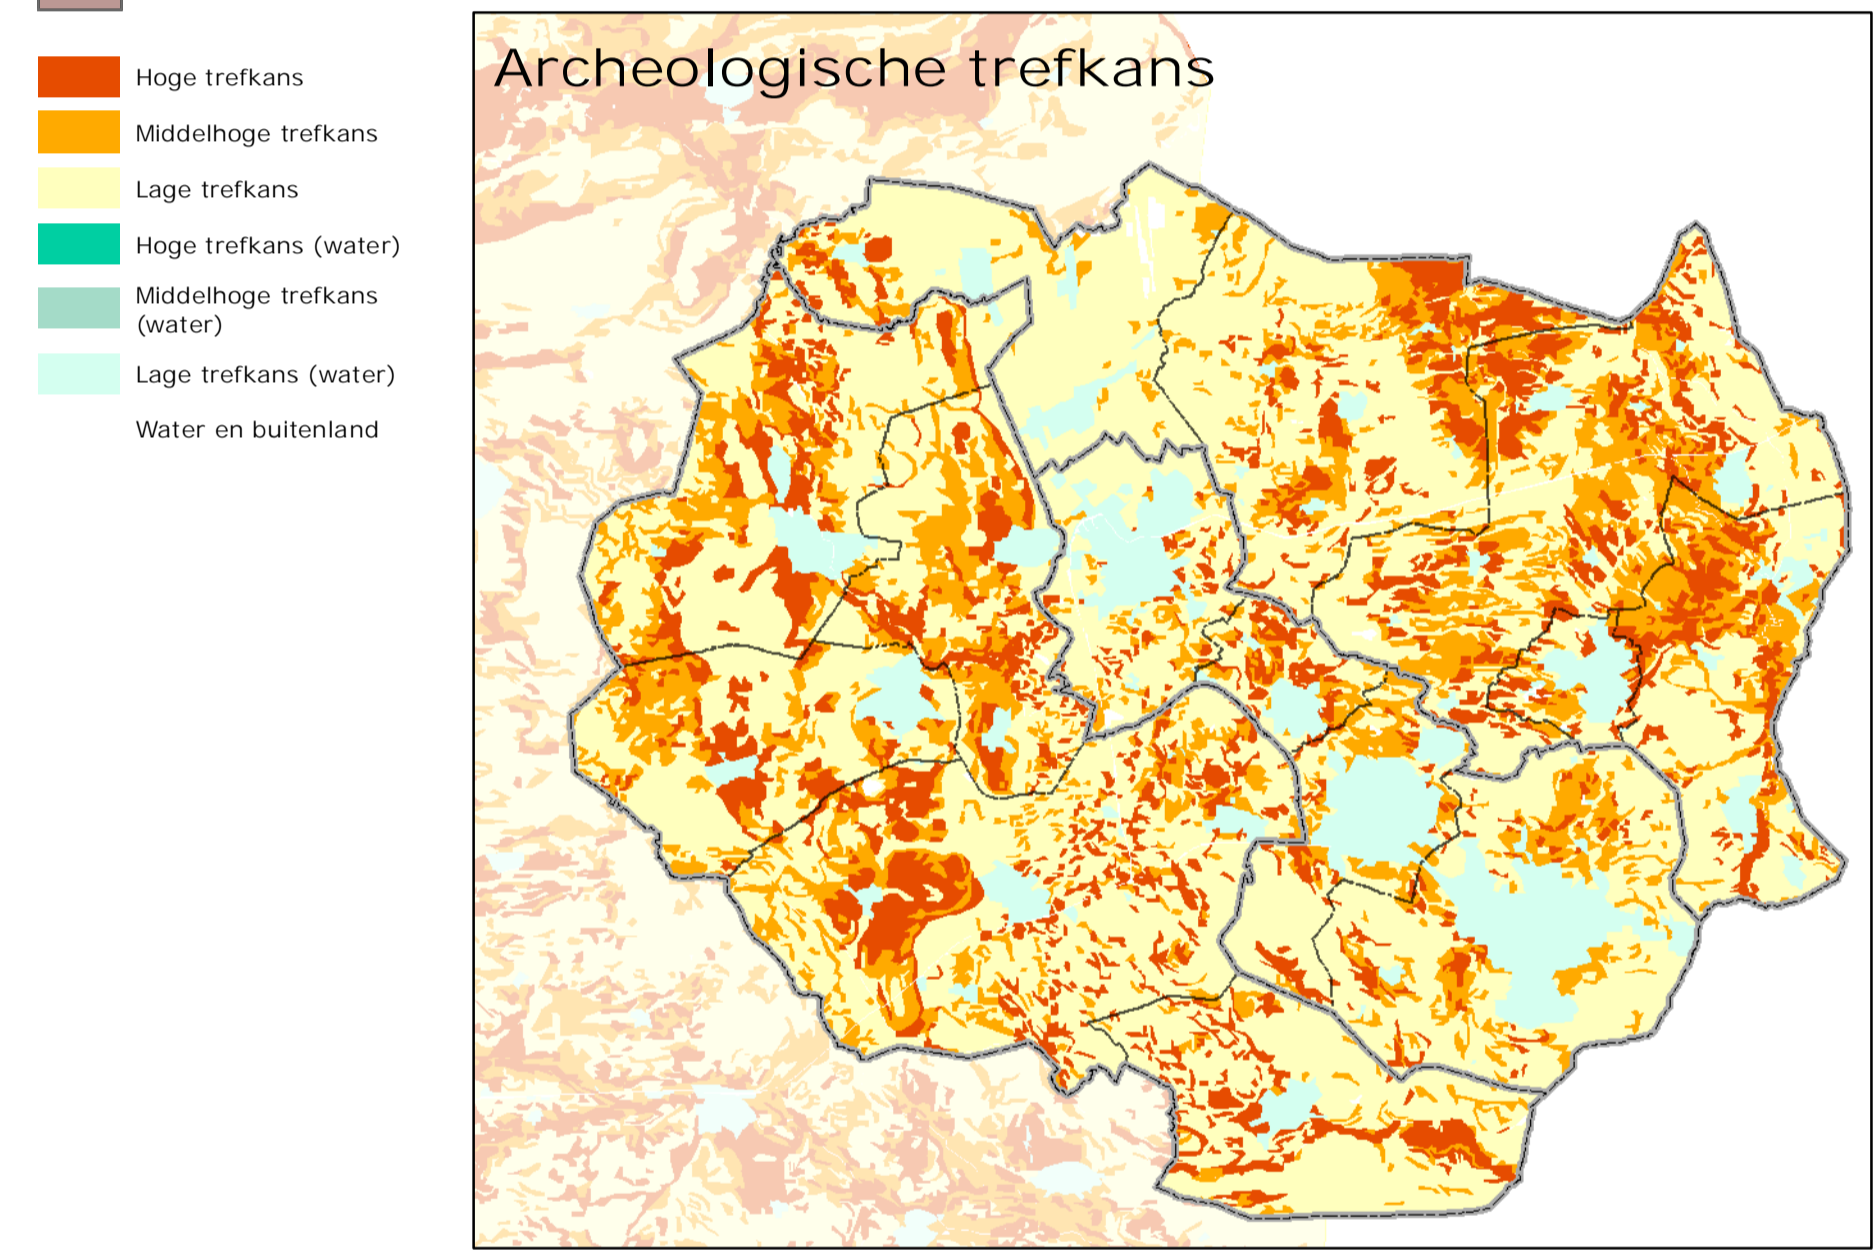 Archeologische trefkans
Hoge trefkans
Middelhoge trefkans
Lage trefkans
Hoge trefkans (water)
Middelhoge trefkans
(water)
Lage trefkans (water)
Water en buitenland